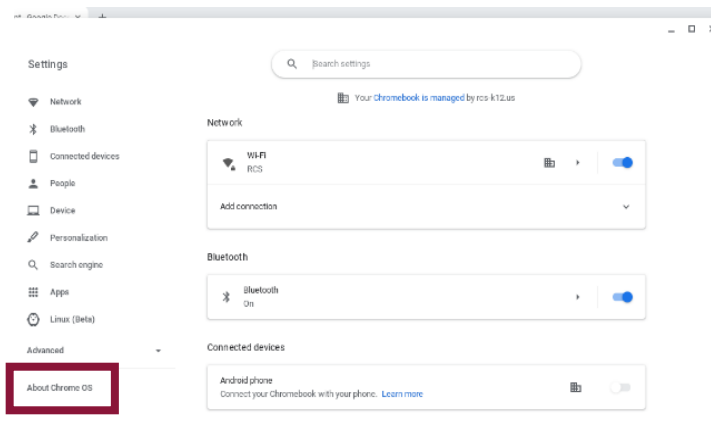 Settings
Search settings
Your Chromebook is managed by rcs-k12.us
Network
Bluetooth
Connected devices
People
Device
Personalization
Search engine
Apps
Linux (Beta)
Advanced
About Chrome OS
Network
Wi-Fi
RCS
Add connection
Bluetooth
Bluetooth
On
Connected devices
Android phone
Connect your Chromebook with your phone. Learn more